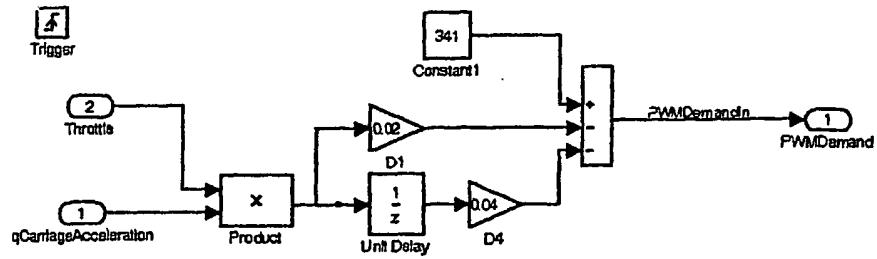 Trigger
341
Constant1
2
Throttle
0.02
D1
PWMDemandIn
1
PWMDemand
x
Product
1
z
Unit Delay
0.04
D4
1
qCarriageAcceleration